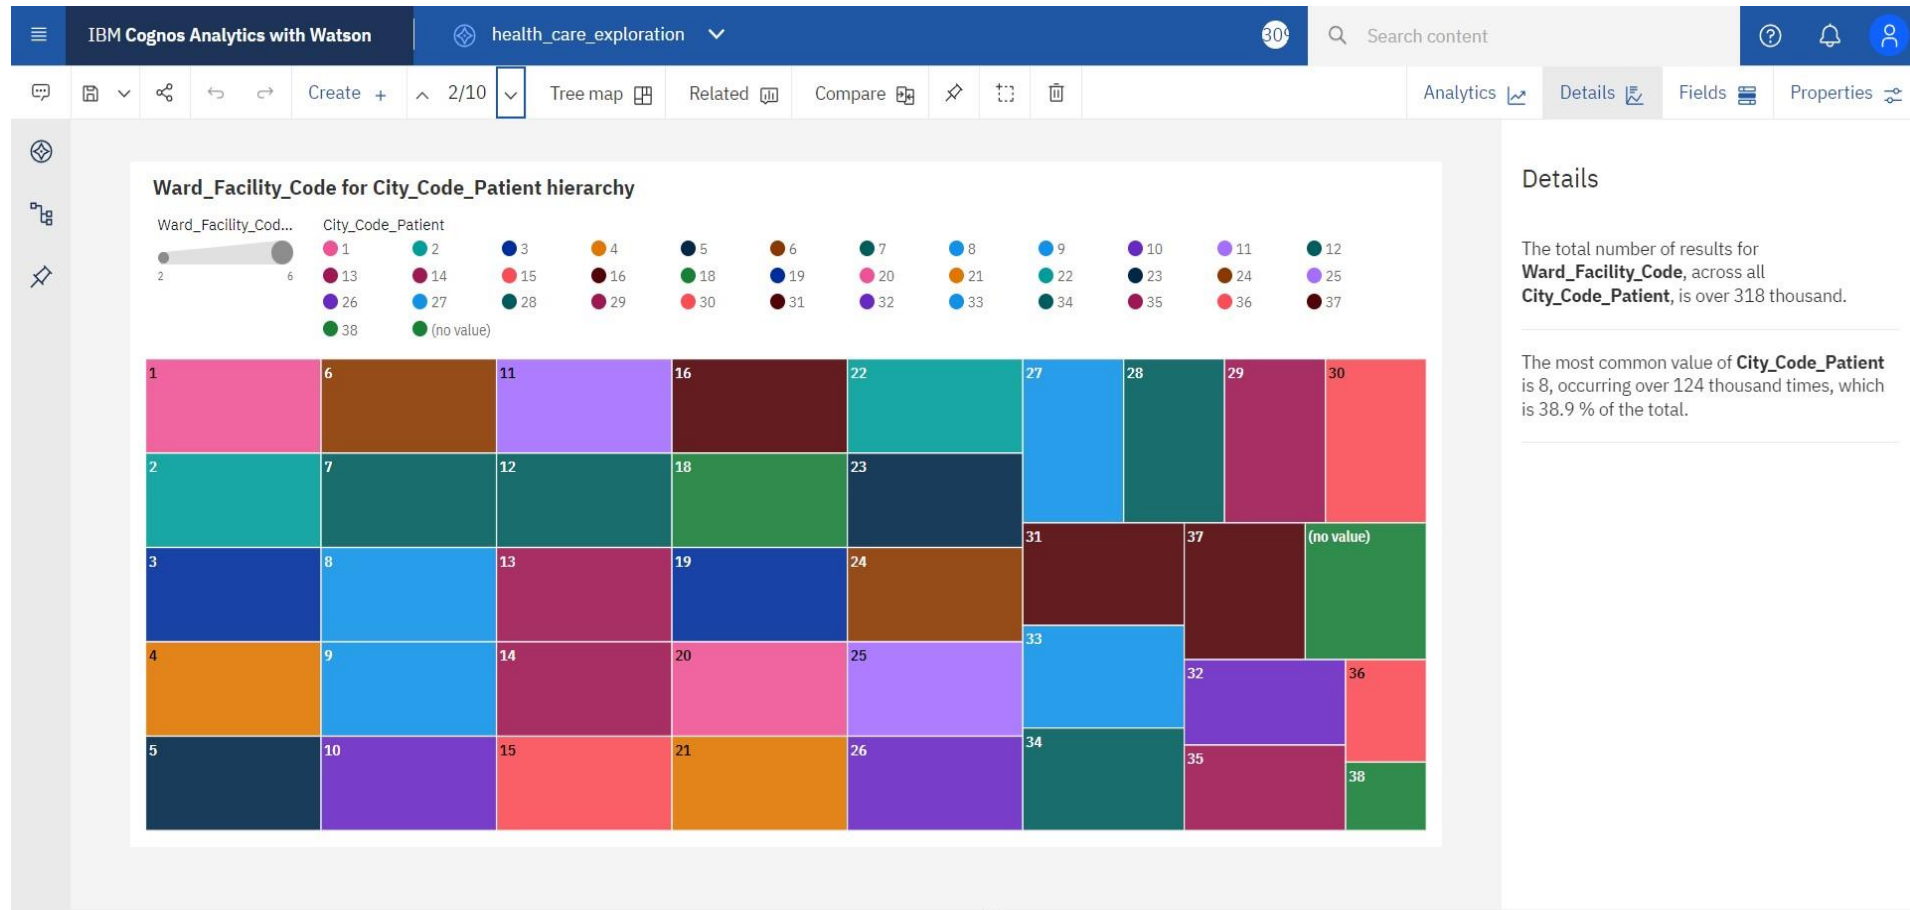 IBM Cognos Analytics with Watson
health_care_exploration
Search content
Create +
2/10
Tree map
Related
Compare
Analytics
Details
Fields
Properties
Ward_Facility_Code for City_Code_Patient hierarchy
Ward_Facility_Cod...
2 6
City_Code_Patient
1 2 3 4 5 6 7 8 9 10 11 12
13 14 15 16 18 19 20 21 22 23 24 25
26 27 28 29 30 31 32 33 34 35 36 37
38 (no value)
1 6 11 16 22 27 28 29 30
2 7 12 18 23
31 37 (no value)
3 8 13 19 24
33
4 9 14 20 25
32 36
34
5 10 15 21 26
35
38
Details
The total number of results for
Ward_Facility_Code, across all
City_Code_Patient, is over 318 thousand.
The most common value of City_Code_Patient
is 8, occurring over 124 thousand times, which
is 38.9 % of the total.